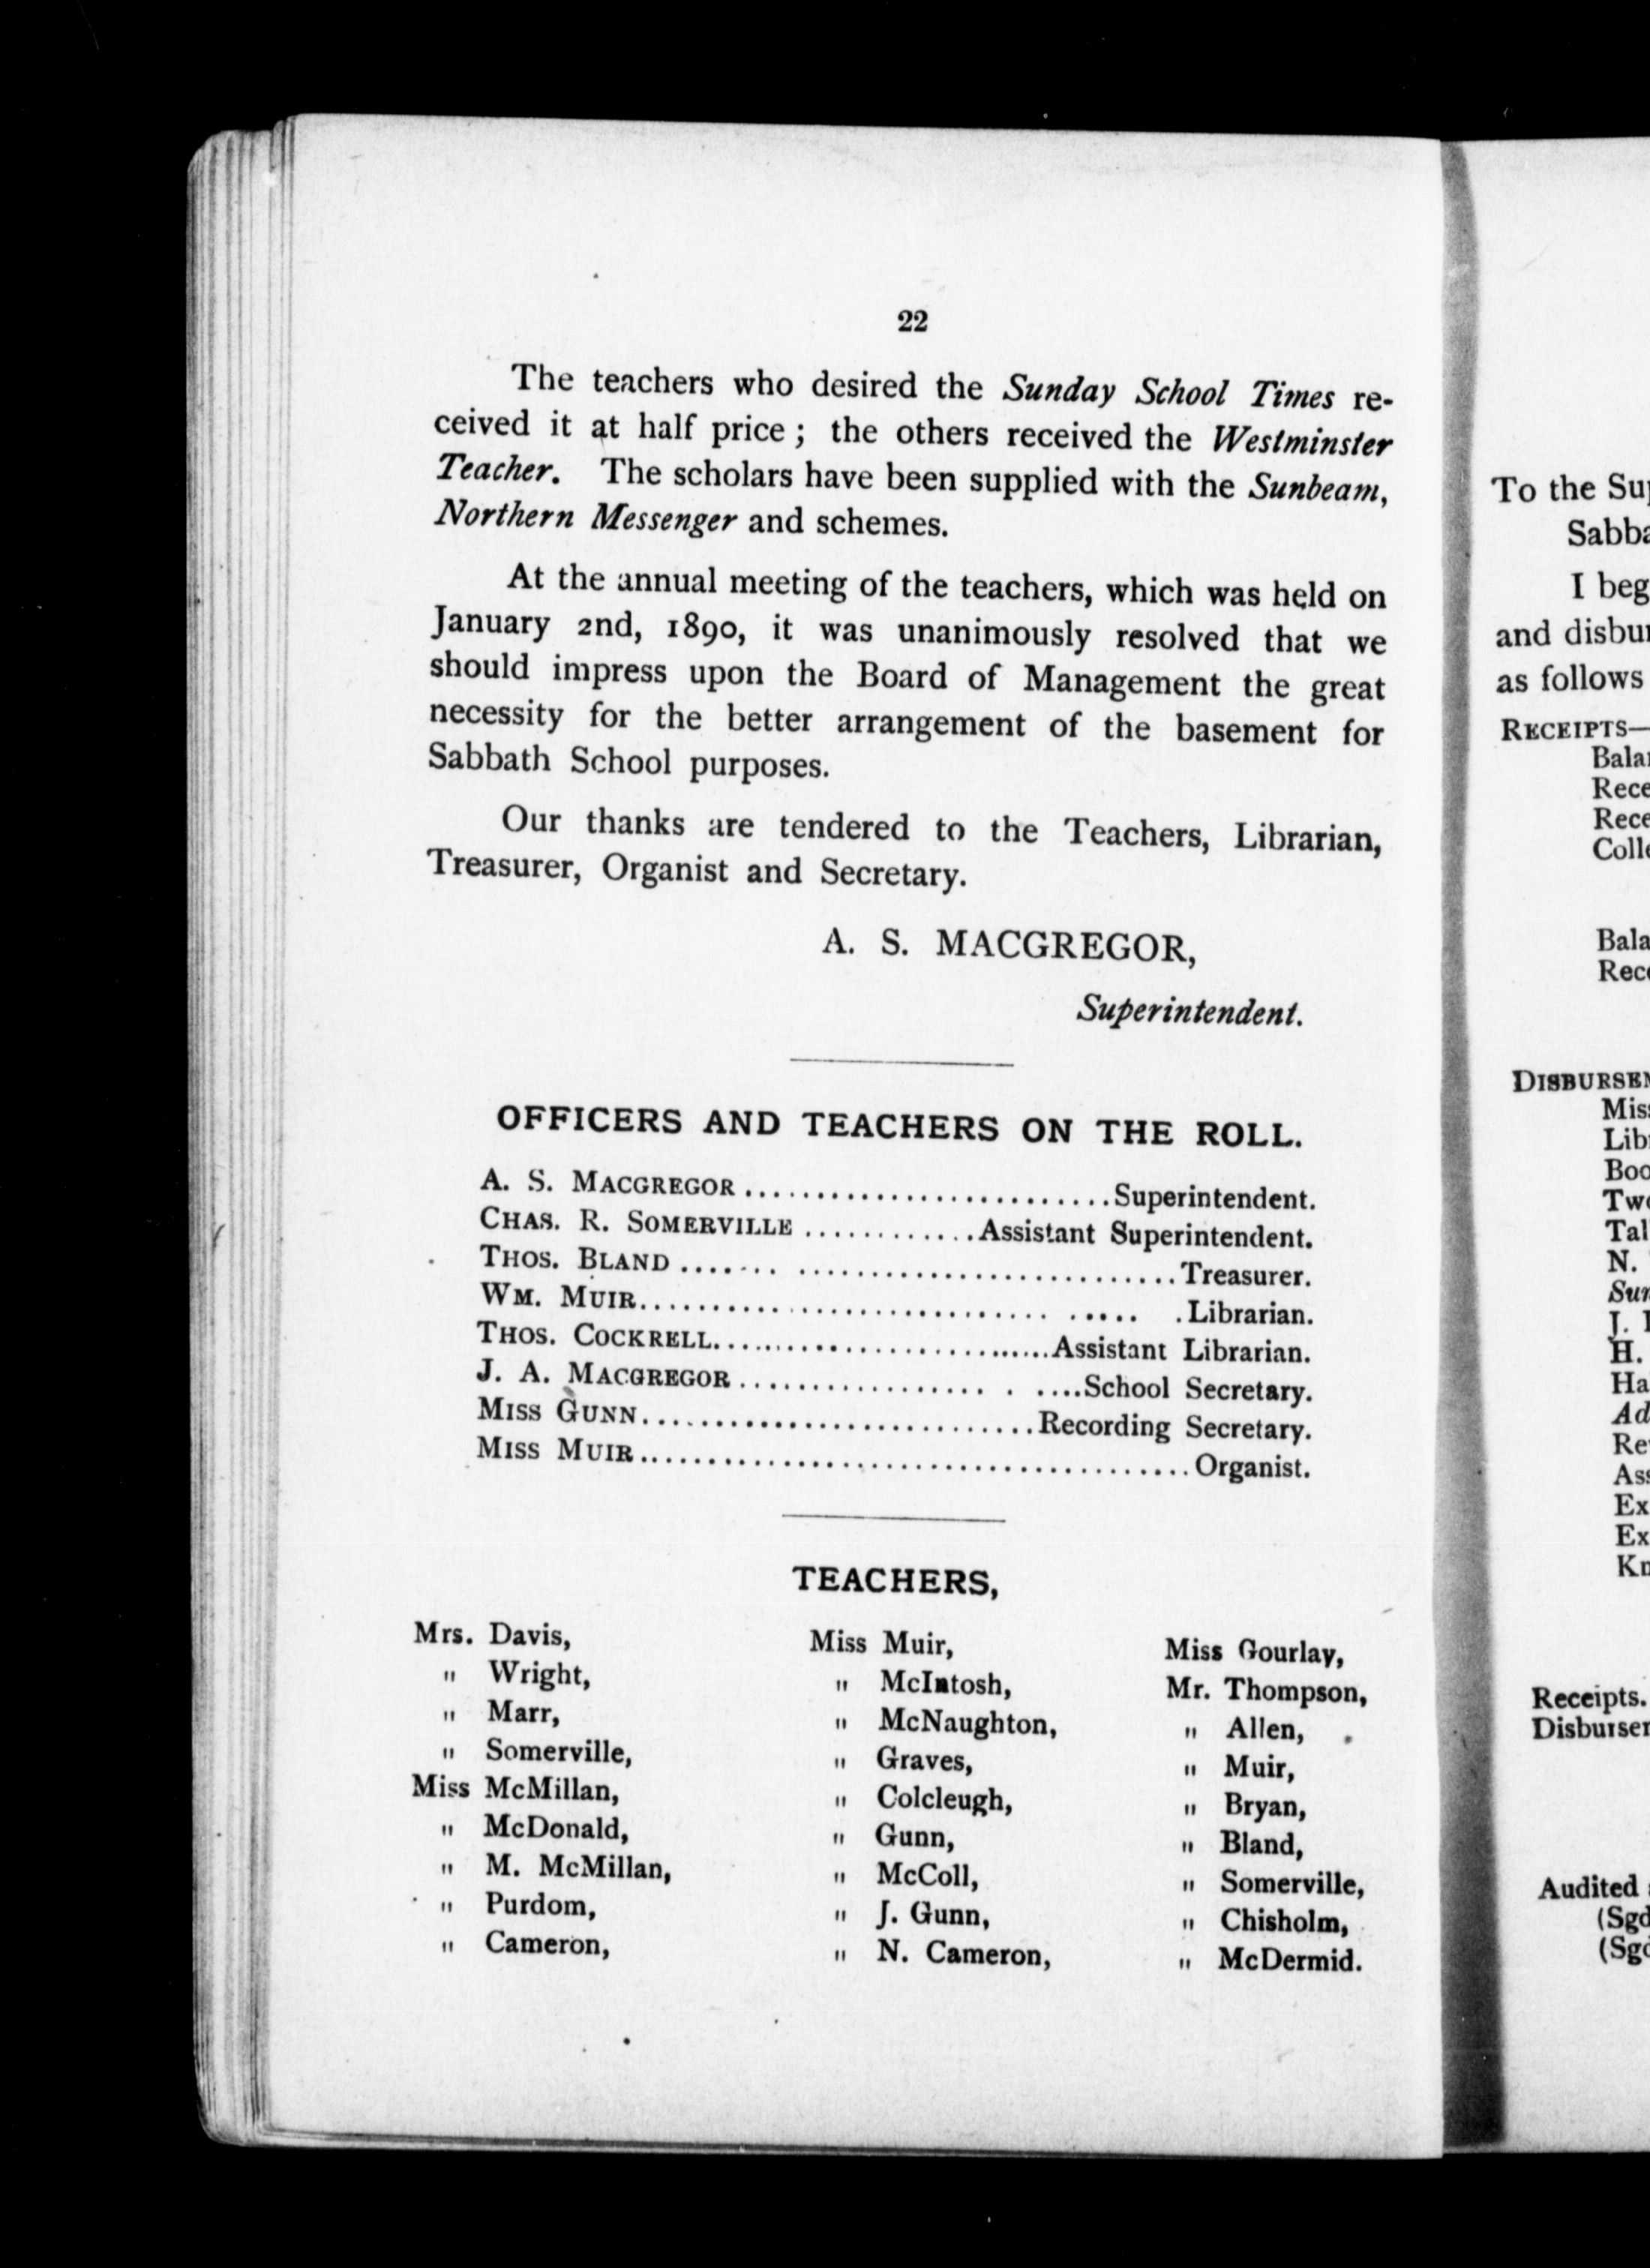 22
The teachers who desired the Sunday School Times re-
ceived it at half price ; the others received the Westminster
Teacher. The scholars have been supplied with the Sunbeam,
Northern Messenger and schemes.
At the annual meeting of the teachers, which was held on
January 2nd, 1890, it was unanimously resolved that we
should impress upon the Board of Management the great
necessity for the better arrangement of the basement for
Sabbath School purposes.
Our thanks are tendered to the Teachers, Librarian,
Treasurer, Organist and Secretary.
A. S. MACGREGOR,
Superintendent.
OFFICERS AND TEACHERS ON THE ROLL.
A. S. MACGREGOR..........................Superintendent.
CHAS. R. SOMERVILLE ............Assistant Superintendent.
THOS. BLAND ....... ...........................Treasurer.
WM. MUIR............................. ..... .Librarian.
THOS. COCKRELL........................Assistant Librarian.
J. A. MACGREGOR................. . ....School Secretary.
MISS GUNN...........................Recording Secretary.
MISS MUIR.......................................Organist.
TEACHERS,
Mrs. Davis,
" Wright,
" Marr,
" Somerville,
Miss McMillan,
" McDonald,
" M. McMillan,
" Purdom,
" Cameron,
Miss Muir,
" McIntosh,
" McNaughton,
" Graves,
" Colcleugh,
" Gunn,
" McColl,
" J. Gunn,
" N. Cameron,
Miss Gourlay,
Mr. Thompson,
" Allen,
" Muir,
" Bryan,
" Bland,
" Somerville,
" Chisholm,
" McDermid.
To the
I beg
and
as follows
RECEIPTS—
N.
J.
H.
Receipts.
Audited